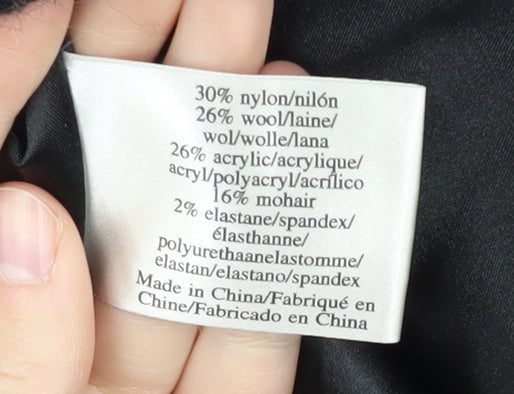 30% nylon/nilón
26% wool/laine/
wol/wolle/lana
26% acrylic/acrylique/
acryl/polyacryl/acrílico
16% mohair
2% elastane/spandex/
élasthanne/
polyurethaanelastomme/
elastan/elastano/spandex
Made in China/Fabriqué en
Chine/Fabricado en China